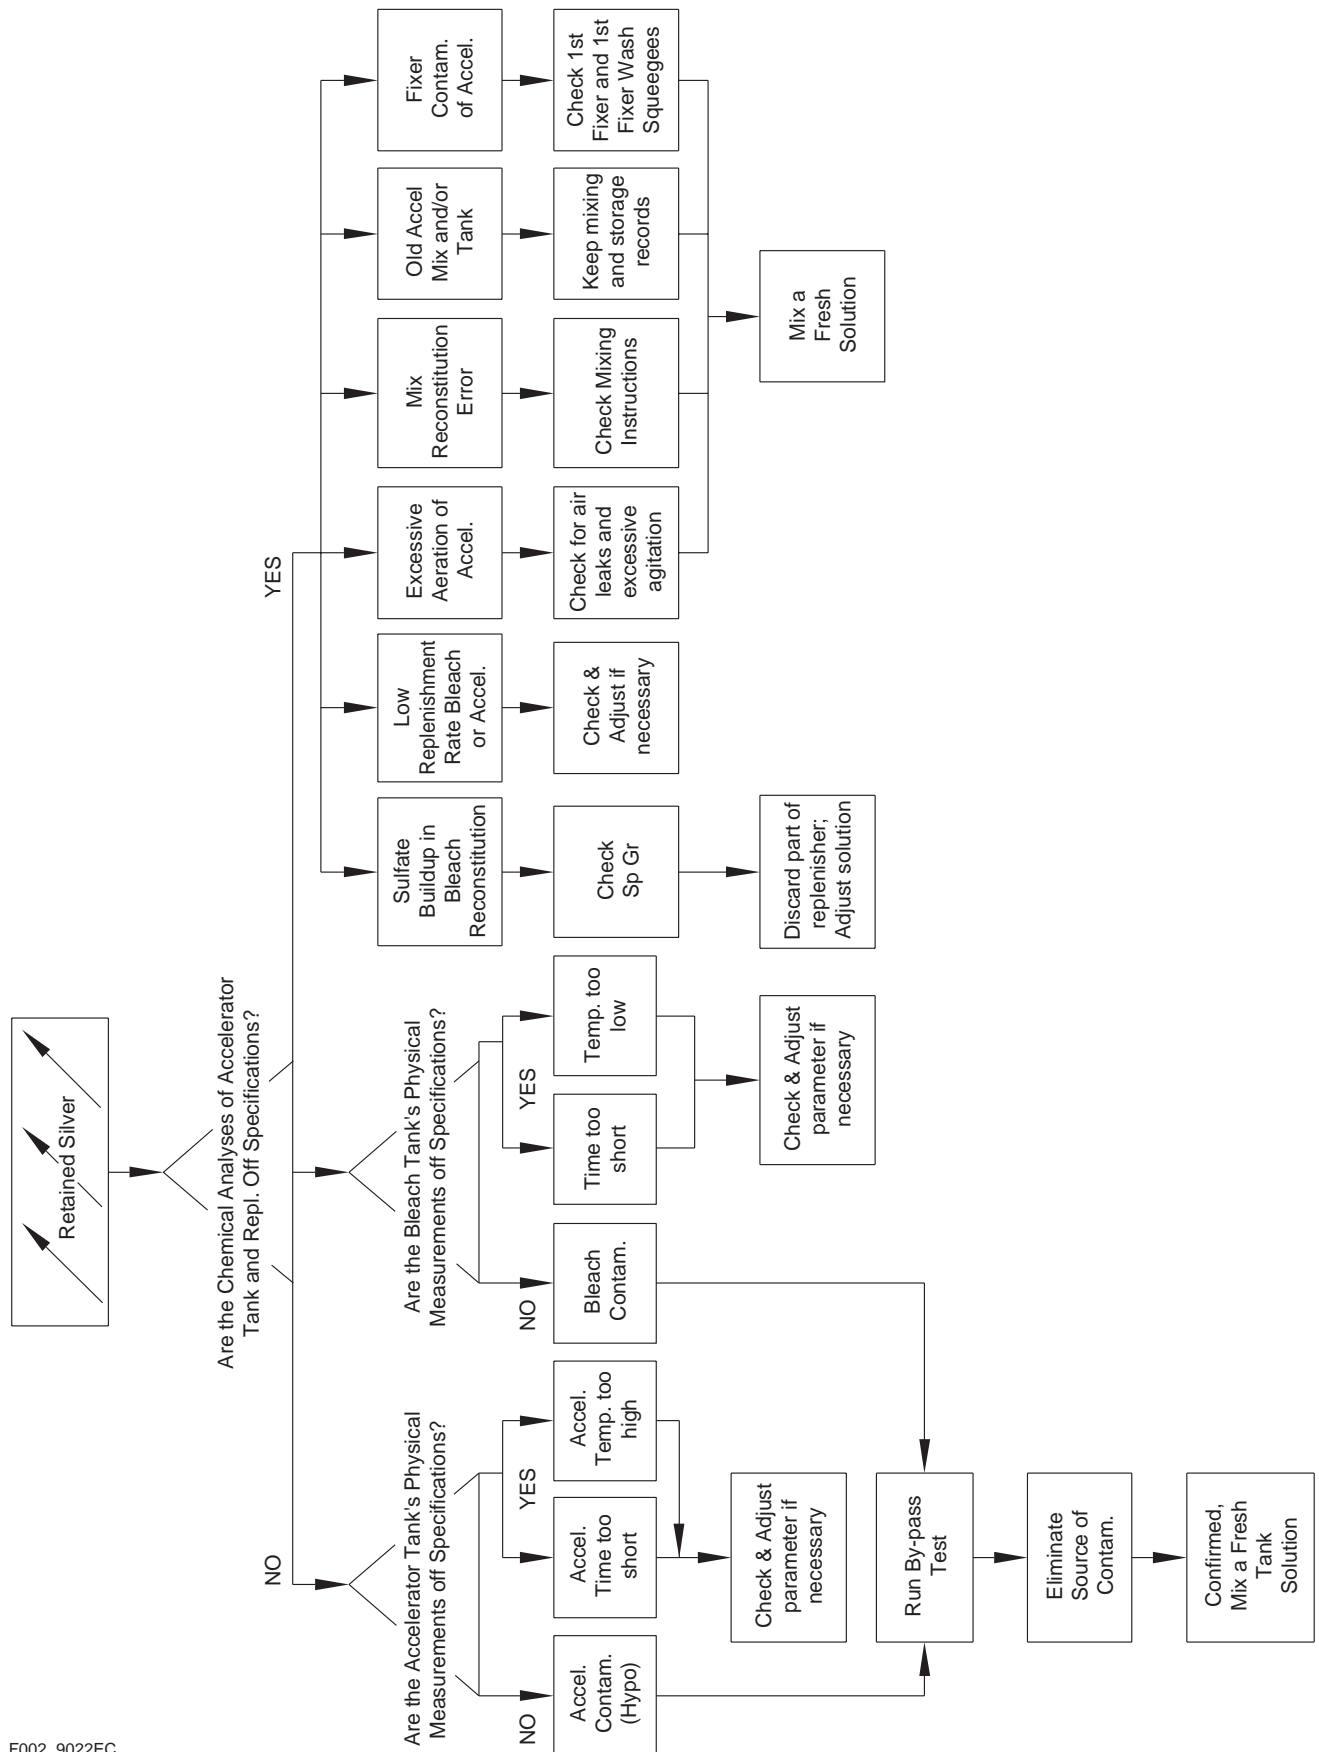 Retained Silver
Are the Chemical Analyses of Accelerator
Tank and Repl. Off Specifications?
NO
YES
Are the Accelerator Tank's Physical
Measurements off Specifications?
Are the Bleach Tank's Physical
Measurements off Specifications?
Sulfate
Buildup in
Bleach
Reconstitution
Low
Replenishment
Rate Bleach
or Accel.
Excessive
Aeration of
Accel.
Mix
Reconstitution
Error
Old Accel
Mix and/or
Tank
Fixer
Contam.
of Accel.
NO
YES
NO
YES
Accel.
Contam.
(Hypo)
Accel.
Time too
short
Accel.
Temp. too
high
Bleach
Contam.
Time too
short
Temp. too
low
Check
Sp Gr
Check &
Adjust if
necessary
Check for air
leaks and
excessive
agitation
Check Mixing
Instructions
Keep mixing
and storage
records
Check 1st
Fixer and 1st
Fixer Wash
Squeegees
Check & Adjust
parameter if
necessary
Check & Adjust
parameter if
necessary
Discard part of
replenisher;
Adjust solution
Mix a
Fresh
Solution
Run By-pass
Test
Eliminate
Source of
Contam.
Confirmed,
Mix a Fresh
Tank
Solution
F002_9022EC